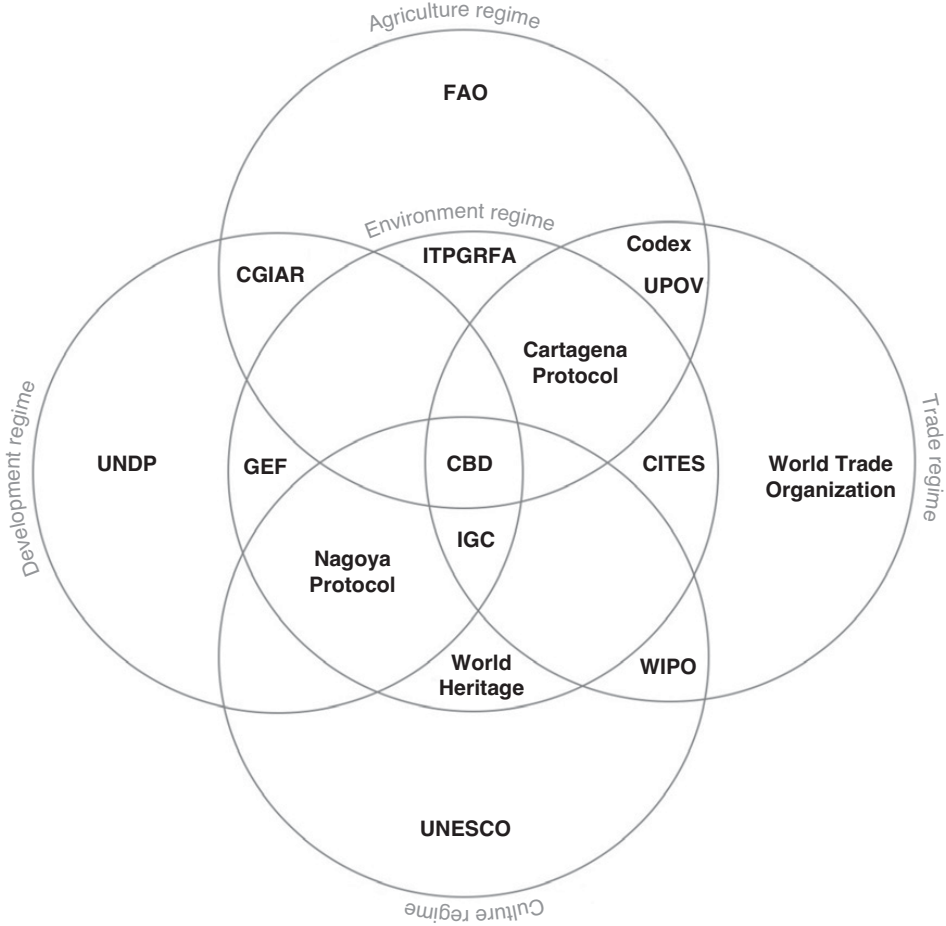 Agriculture regime
FAO
Environment regime
ITPGRFA
Codex
UPOV
CGIAR
Cartagena
Protocol
Development regime
UNDP
GEF
CBD
CITES
World Trade
Organization
Trade regime
IGC
Nagoya
Protocol
World
Heritage
WIPO
UNESCO
Culture regime